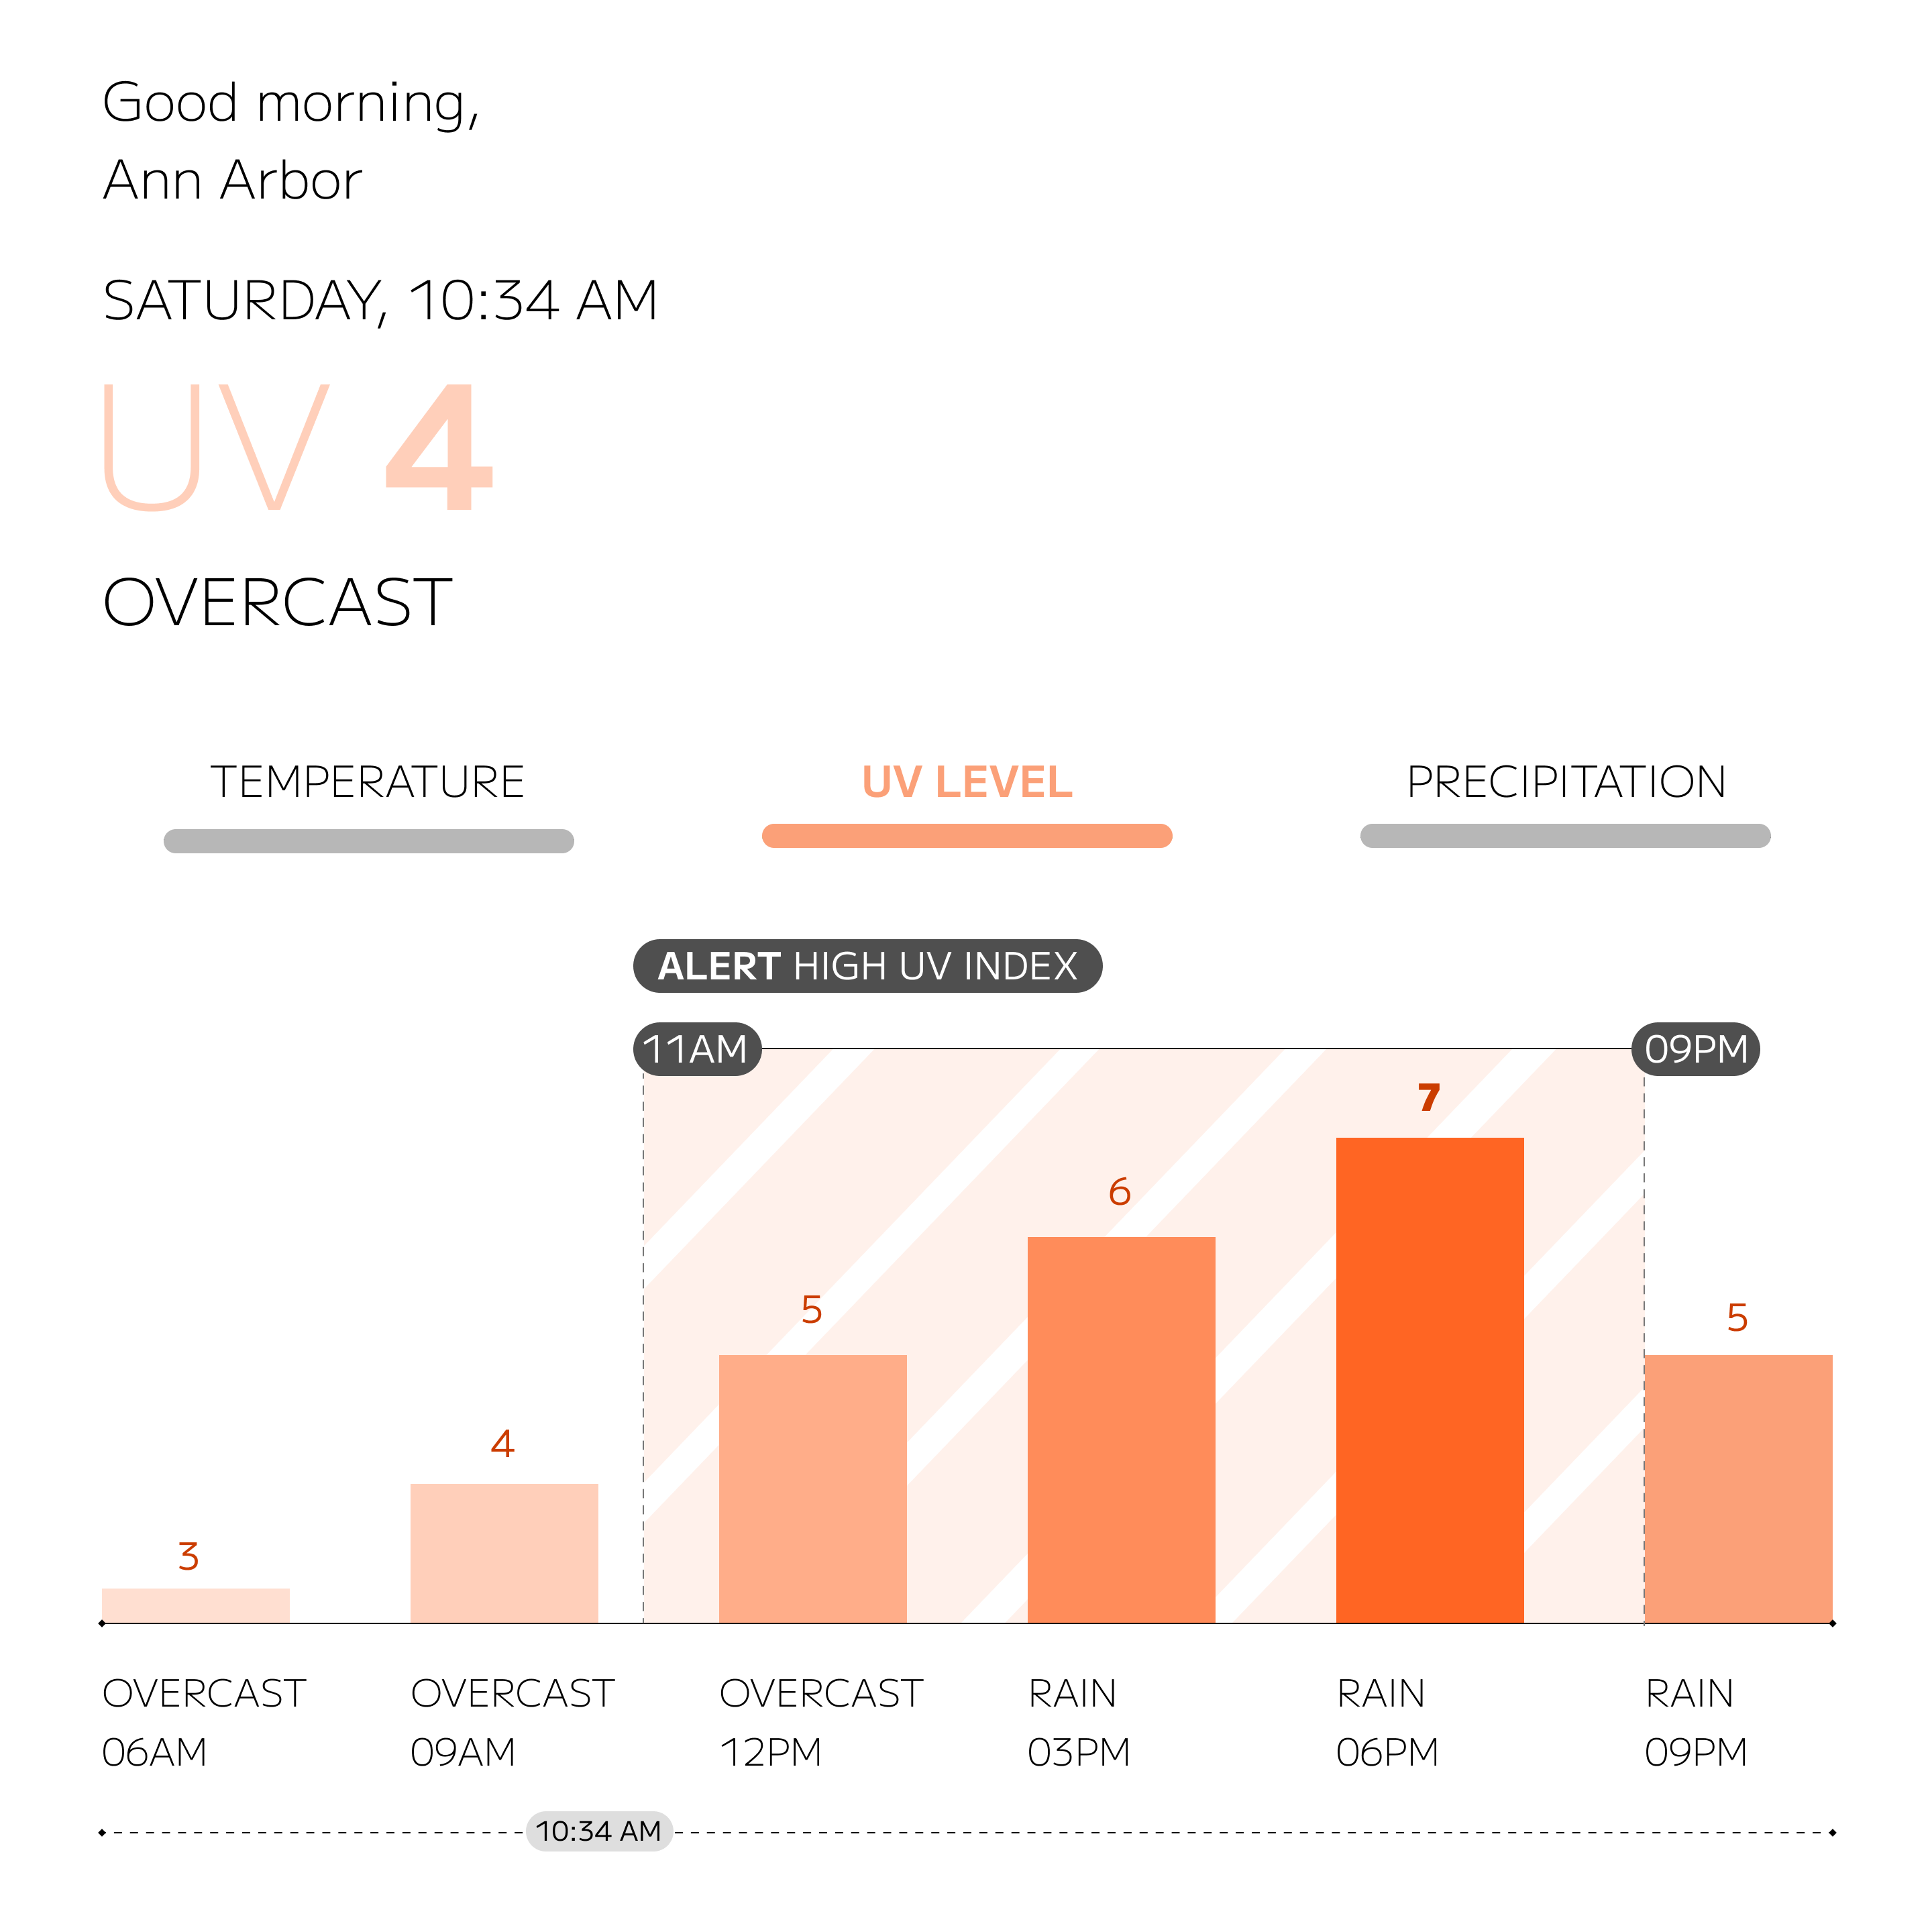 Good morning,
Ann Arbor
SATURDAY, 10:34 AM
UV 4
OVERCAST
TEMPERATURE
UV LEVEL
PRECIPITATION
ALERT HIGH UV INDEX
11AM
09PM
3
4
5
6
7
5
OVERCAST
06AM
OVERCAST
09AM
OVERCAST
12PM
RAIN
03PM
RAIN
06PM
RAIN
09PM
10:34 AM